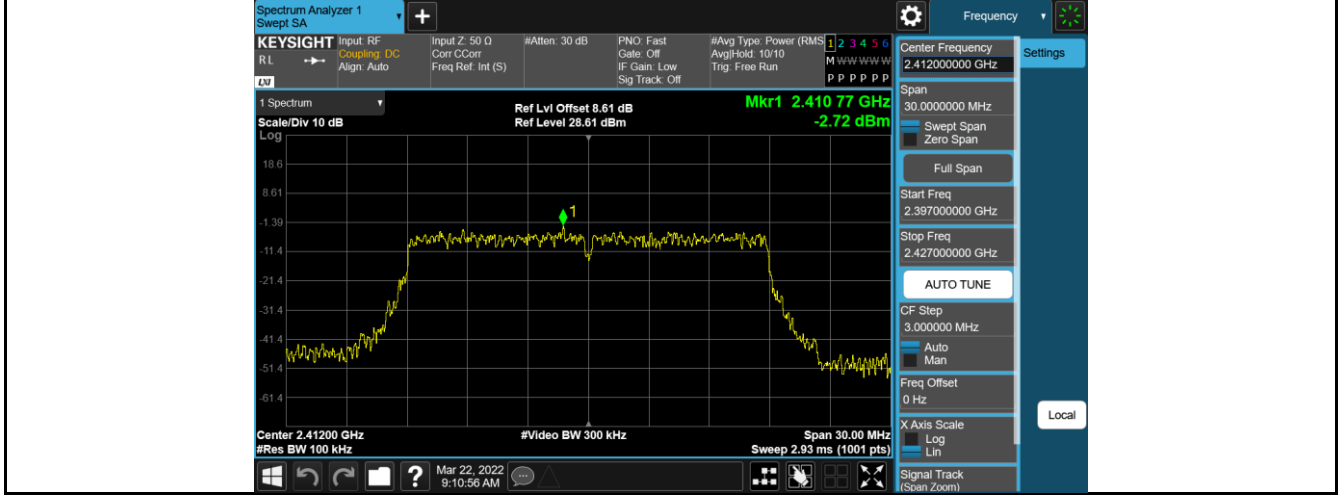 Spectrum Analyzer 1
Swept SA
Frequency
KEYSIGHT
RL
LXI
Input: RF
Coupling: DC
Align: Auto
Input Z: 50 Ω
Corr CCorr
Freq Ref: Int (S)
#Atten: 30 dB
PNO: Fast
Gate: Off
IF Gain: Low
Sig Track: Off
#Avg Type: Power (RMS
Avg|Hold: 10/10
Trig: Free Run
1 2 3 4 5 6
M W W W W W
P P P P P P
Center Frequency
2.412000000 GHz
Settings
1 Spectrum
Ref Lvl Offset 8.61 dB
Mkr1 2.410 77 GHz
Scale/Div 10 dB
Ref Level 28.61 dBm
-2.72 dBm
Log
18.6
8.61
-1.39
-11.4
-21.4
-31.4
-41.4
-51.4
-61.4
1
Span
30.0000000 MHz
Swept Span
Zero Span
Full Span
Start Freq
2.397000000 GHz
Stop Freq
2.427000000 GHz
AUTO TUNE
CF Step
3.000000 MHz
Auto
Man
Freq Offset
0 Hz
X Axis Scale
Log
Lin
Signal Track
(Span Zoom)
Local
Center 2.41200 GHz
#Video BW 300 kHz
Span 30.00 MHz
#Res BW 100 kHz
Sweep 2.93 ms (1001 pts)
?
Mar 22, 2022
9:10:56 AM